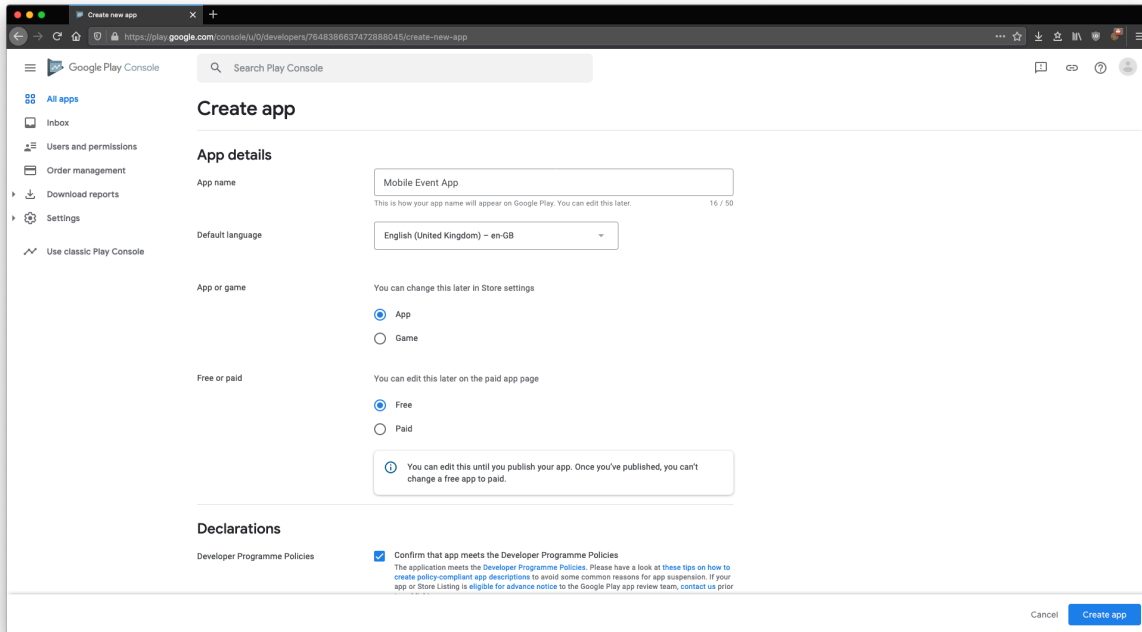 Create new app
https://play.google.com/console/u/0/developers/7648386637472888045/create-new-app
Google Play Console
Search Play Console
All apps
Inbox
Users and permissions
Order management
Download reports
Settings
Use classic Play Console
Create app
App details
App name
Mobile Event App
This is how your app name will appear on Google Play. You can edit this later.
16 / 50
Default language
English (United Kingdom) – en-GB
App or game
You can change this later in Store settings
App
Game
Free or paid
You can edit this later on the paid app page
Free
Paid
You can edit this until you publish your app. Once you've published, you can't
change a free app to paid.
Declarations
Developer Programme Policies
Confirm that app meets the Developer Programme Policies
The application meets the Developer Programme Policies. Please have a look at these tips on how to
create policy-compliant app descriptions to avoid some common reasons for app suspension. If your
app or Store Listing is eligible for advance notice to the Google Play app review team, contact us prior
Cancel
Create app